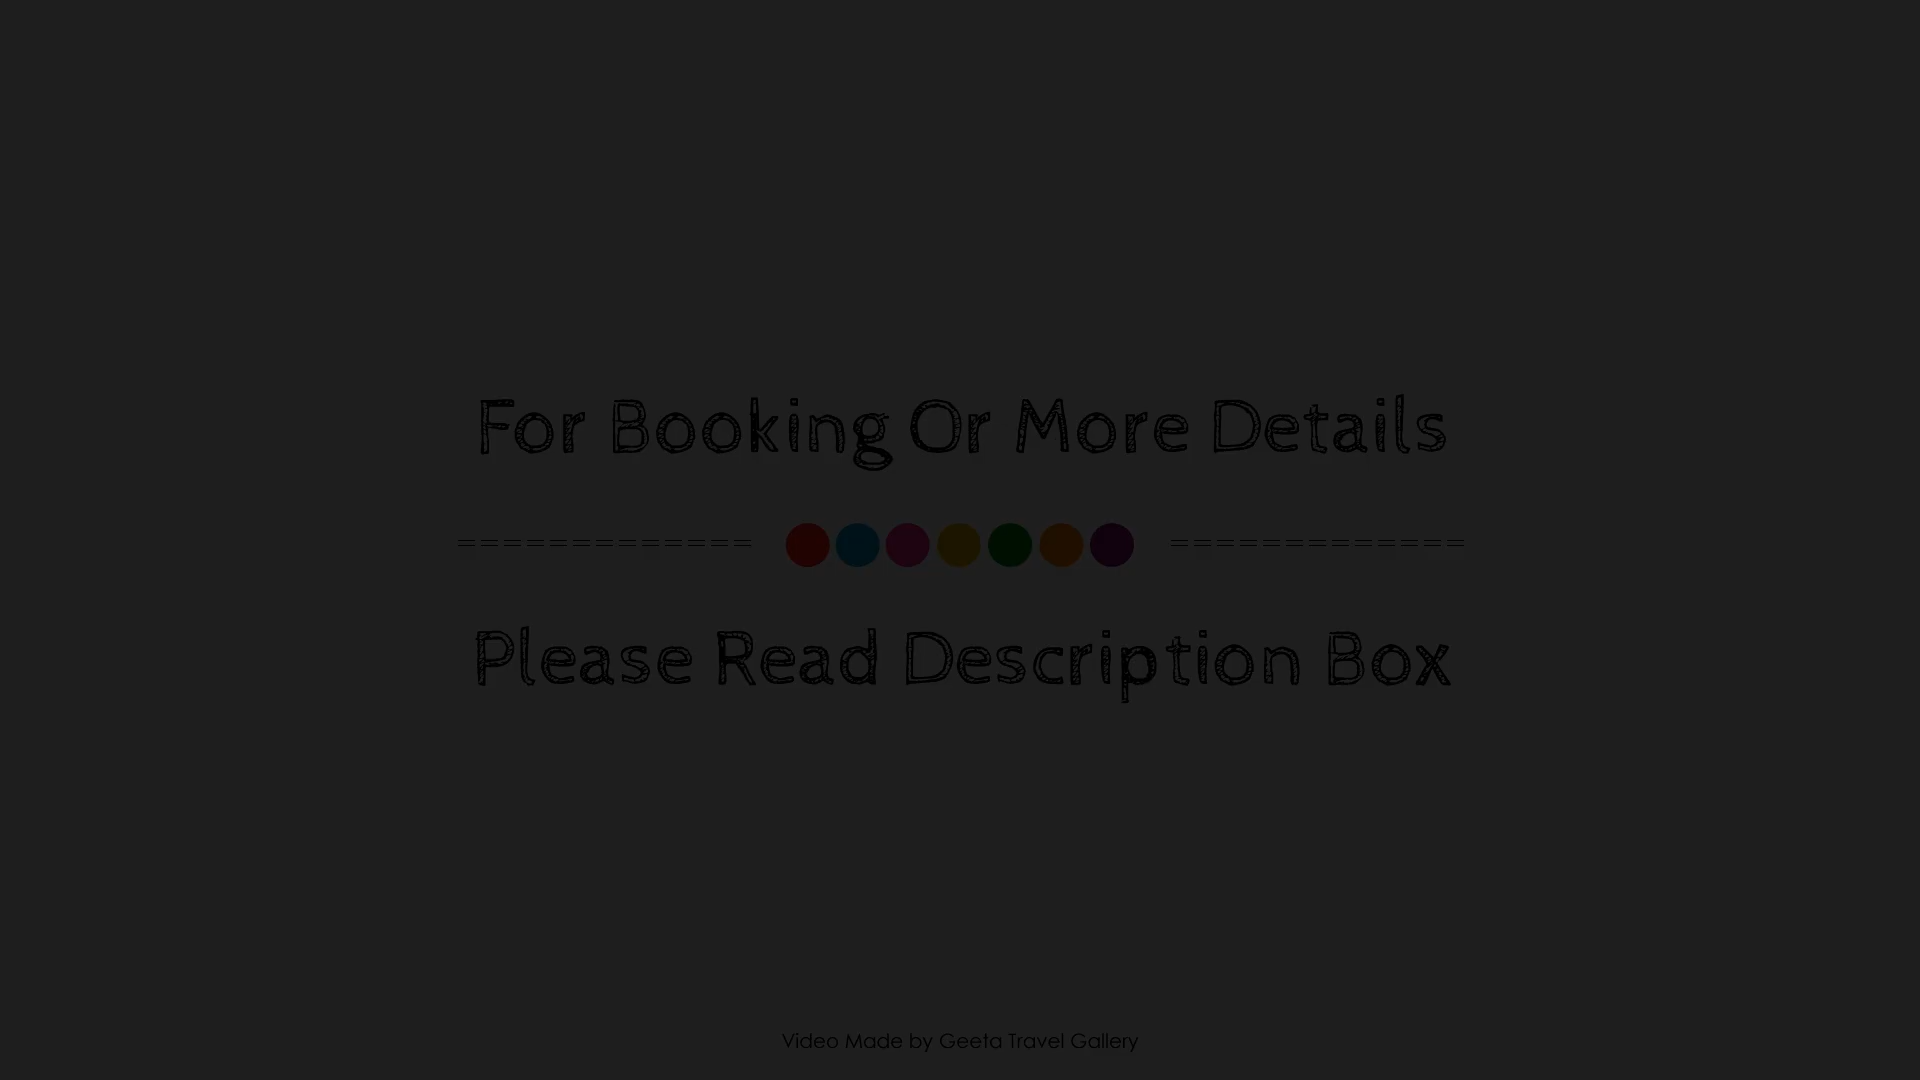 For Booking Or More Details
============= =============
Please Read Description Box
Video Made by Geeta Travel Gallery